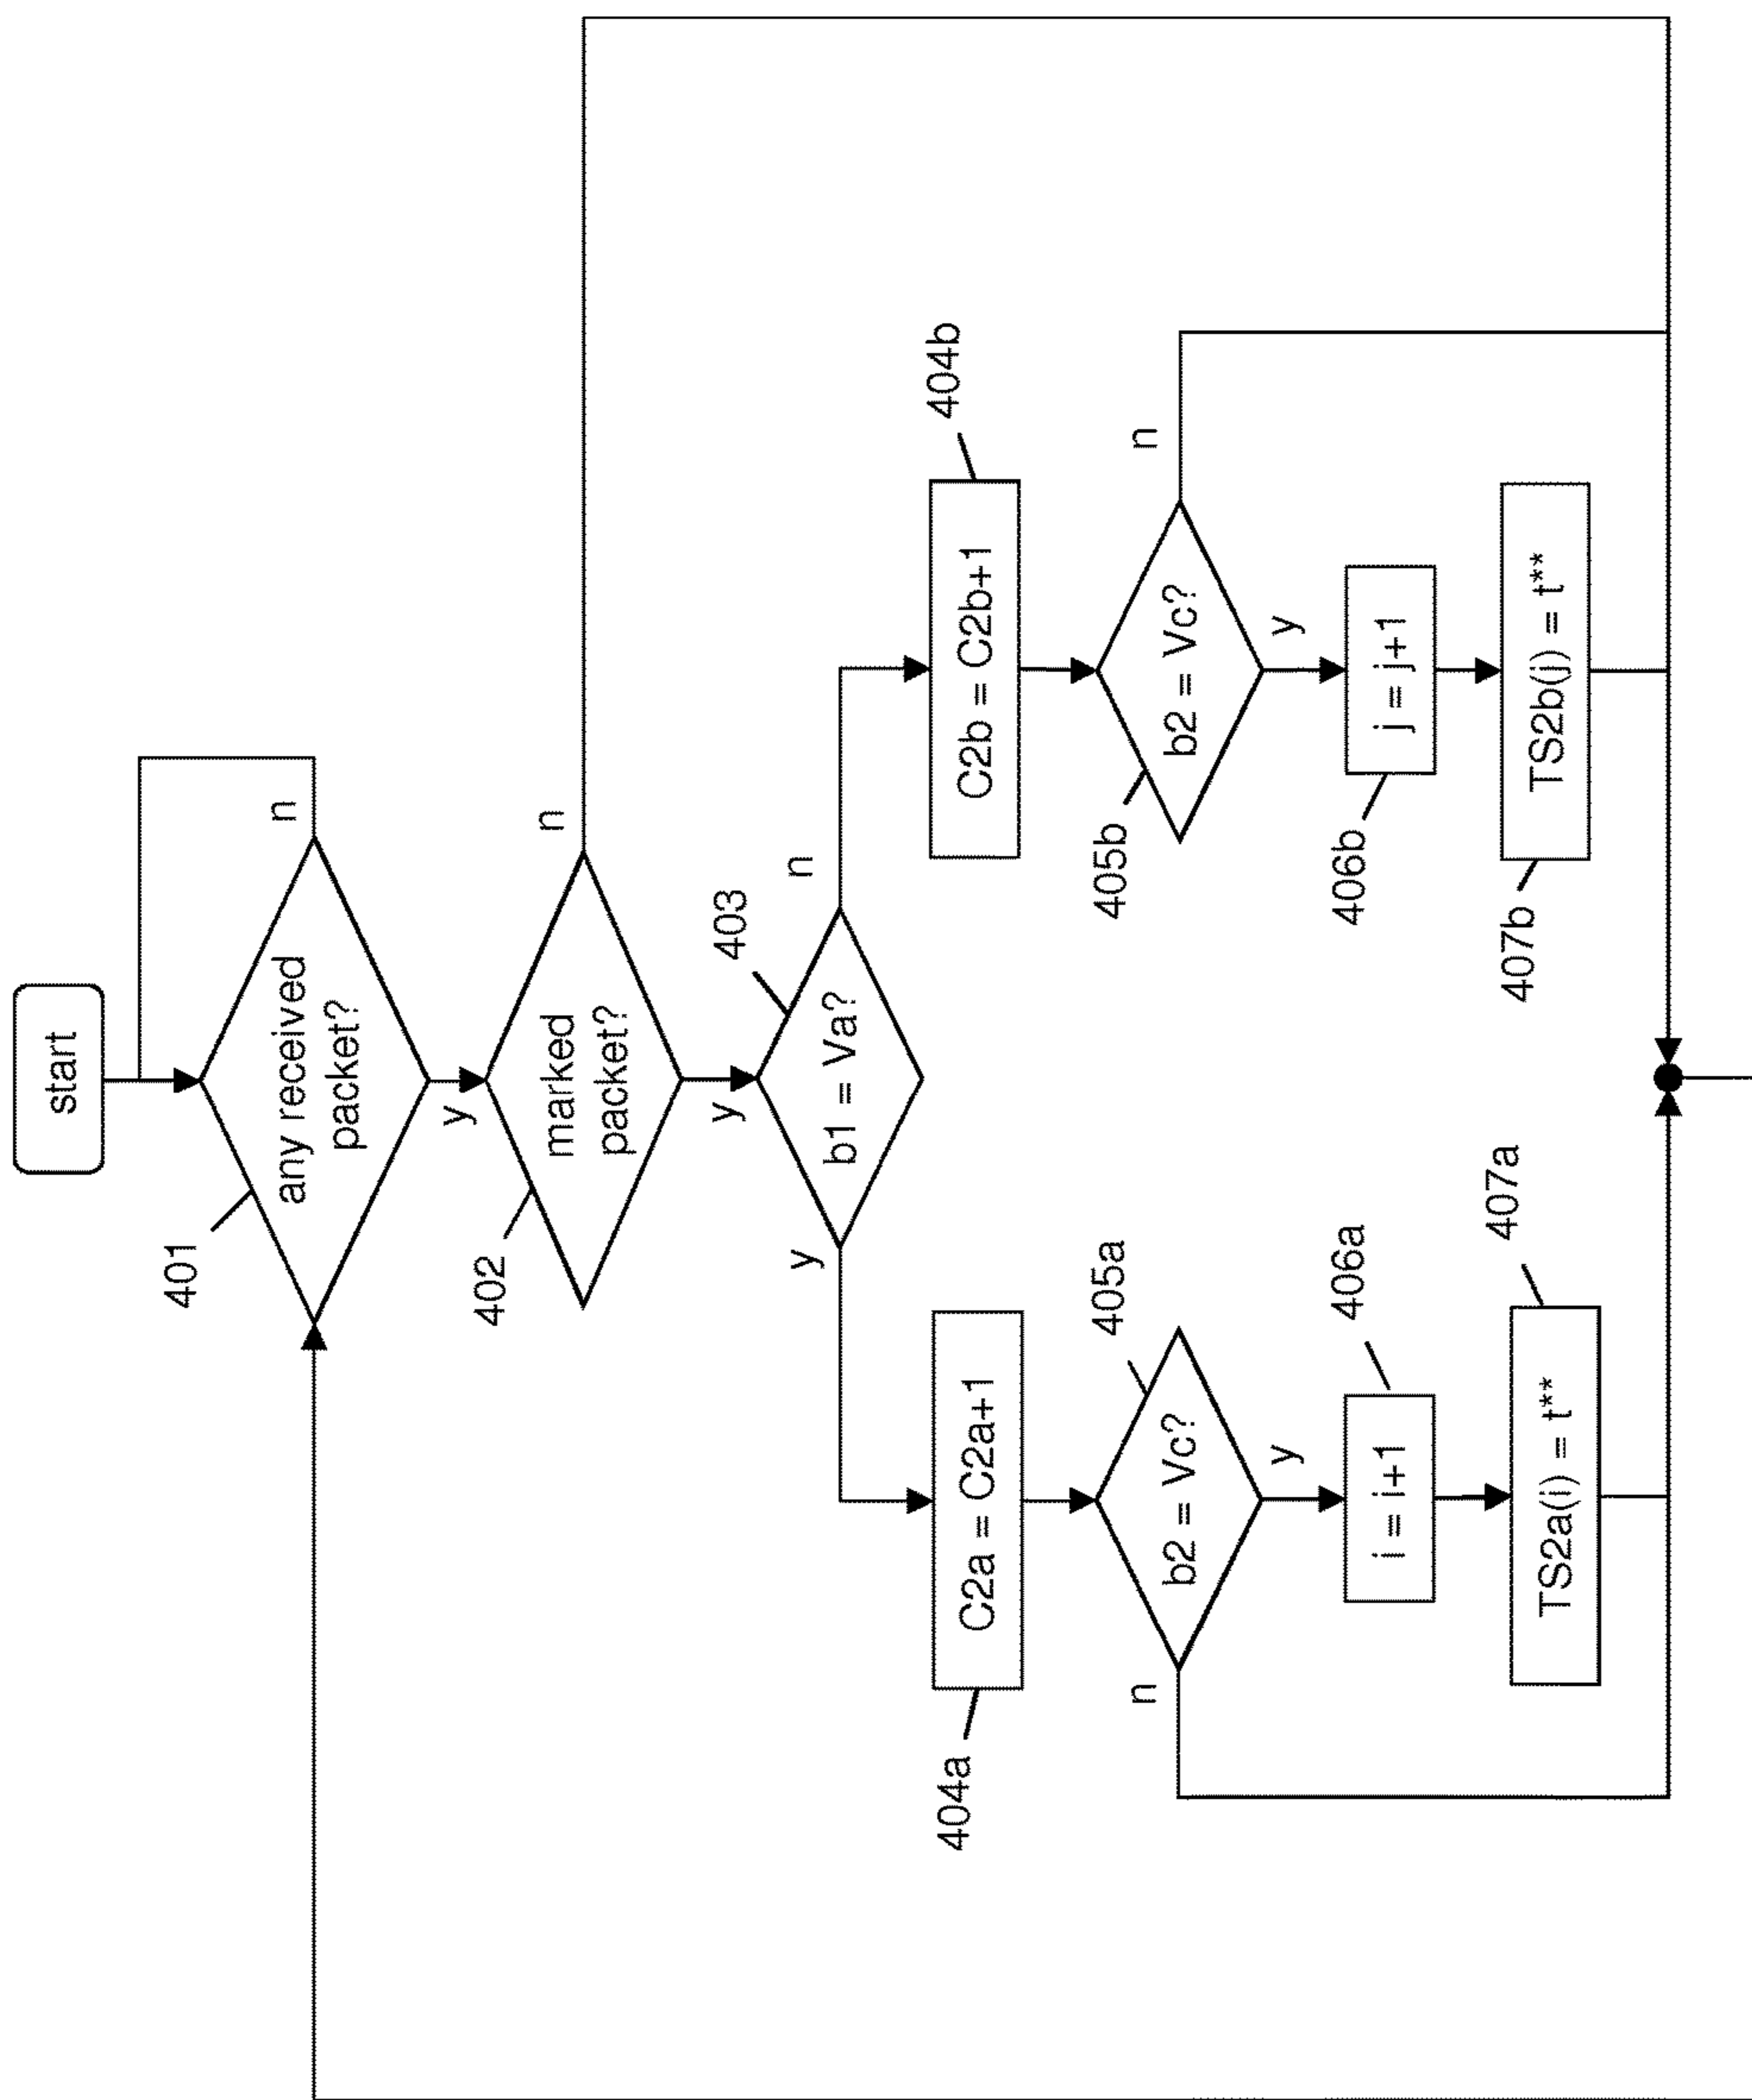 start
401
any received
packet?
n
y
402
marked
packet?
n
y
403
b1 = Va?
y
n
404a
C2a = C2a+1
404b
C2b = C2b+1
405a
b2 = Vc?
n
y
405b
b2 = Vc?
n
y
406a
i = i+1
406b
j = j+1
407a
TS2a(i) = t**
407b
TS2b(j) = t**